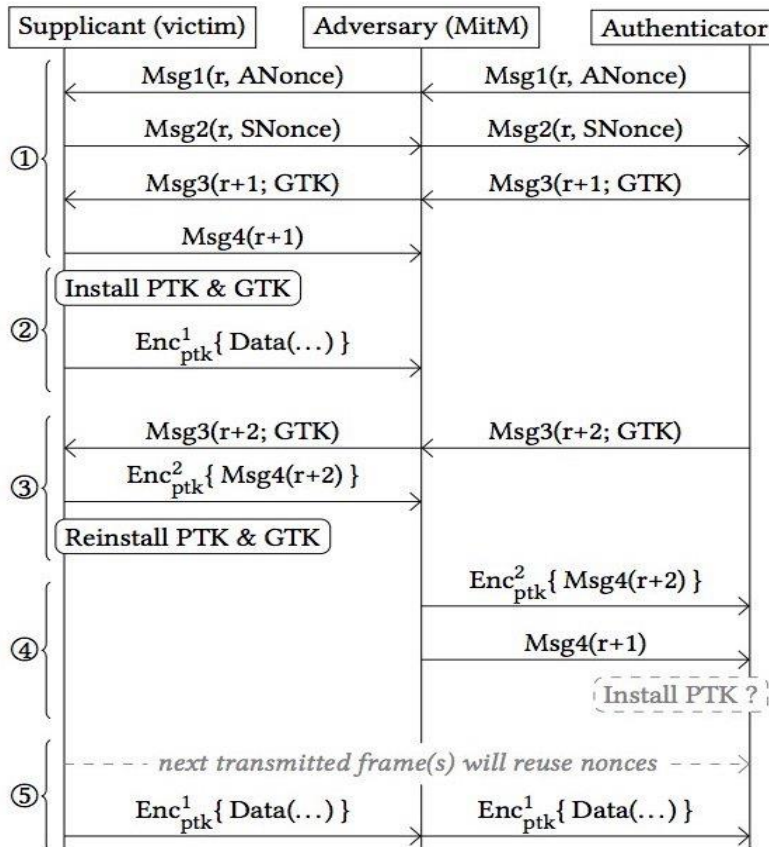 Supplicant (victim) Adversary (MitM) Authenticator
Msg1(r, ANonce) Msg1(r, ANonce)
Msg2(r, SNonce) Msg2(r, SNonce)
①
Msg3(r+1; GTK) Msg3(r+1; GTK)
Msg4(r+1)
Install PTK & GTK
②
Enc¹ptk{ Data(...) }
Msg3(r+2; GTK) Msg3(r+2; GTK)
③
Enc²ptk{ Msg4(r+2) }
Reinstall PTK & GTK
Enc²ptk{ Msg4(r+2) }
④
Msg4(r+1)
Install PTK ?
next transmitted frame(s) will reuse nonces
⑤
Enc¹ptk{ Data(...) } Enc¹ptk{ Data(...) }